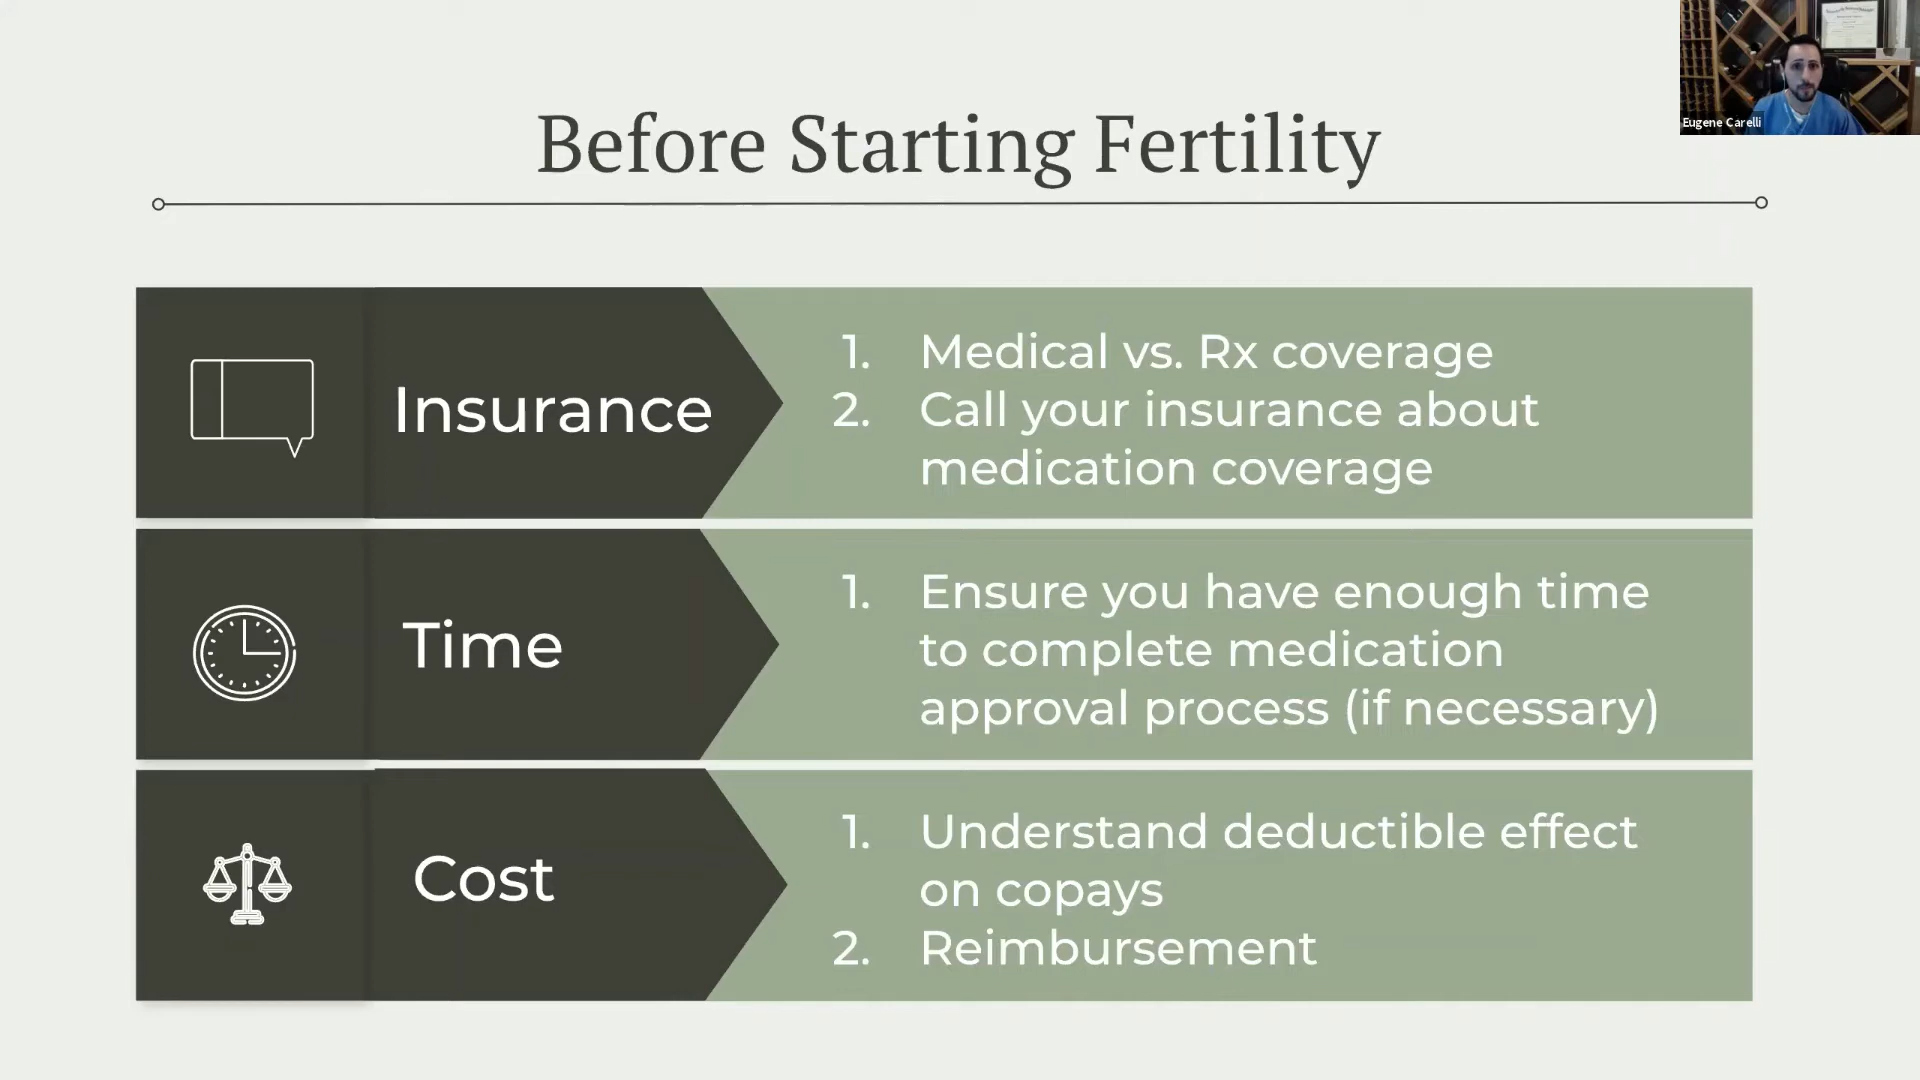 Before Starting Fertility
Eugene Carelli
Insurance
1. Medical vs. Rx coverage
2. Call your insurance about
medication coverage
Time
1. Ensure you have enough time
to complete medication
approval process (if necessary)
Cost
1. Understand deductible effect
on copays
2. Reimbursement